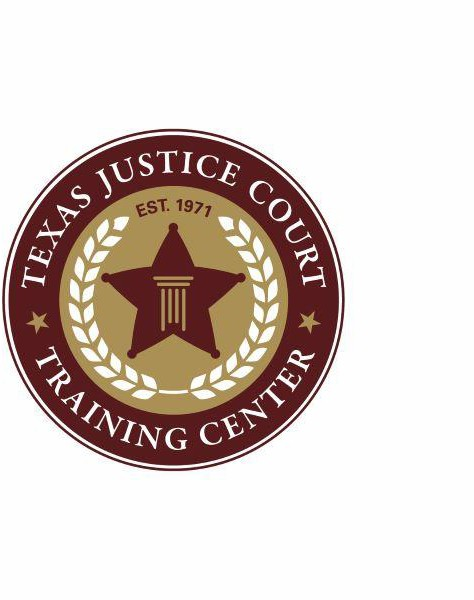 TEXAS JUSTICE COURT
EST. 1971
TRAINING CENTER